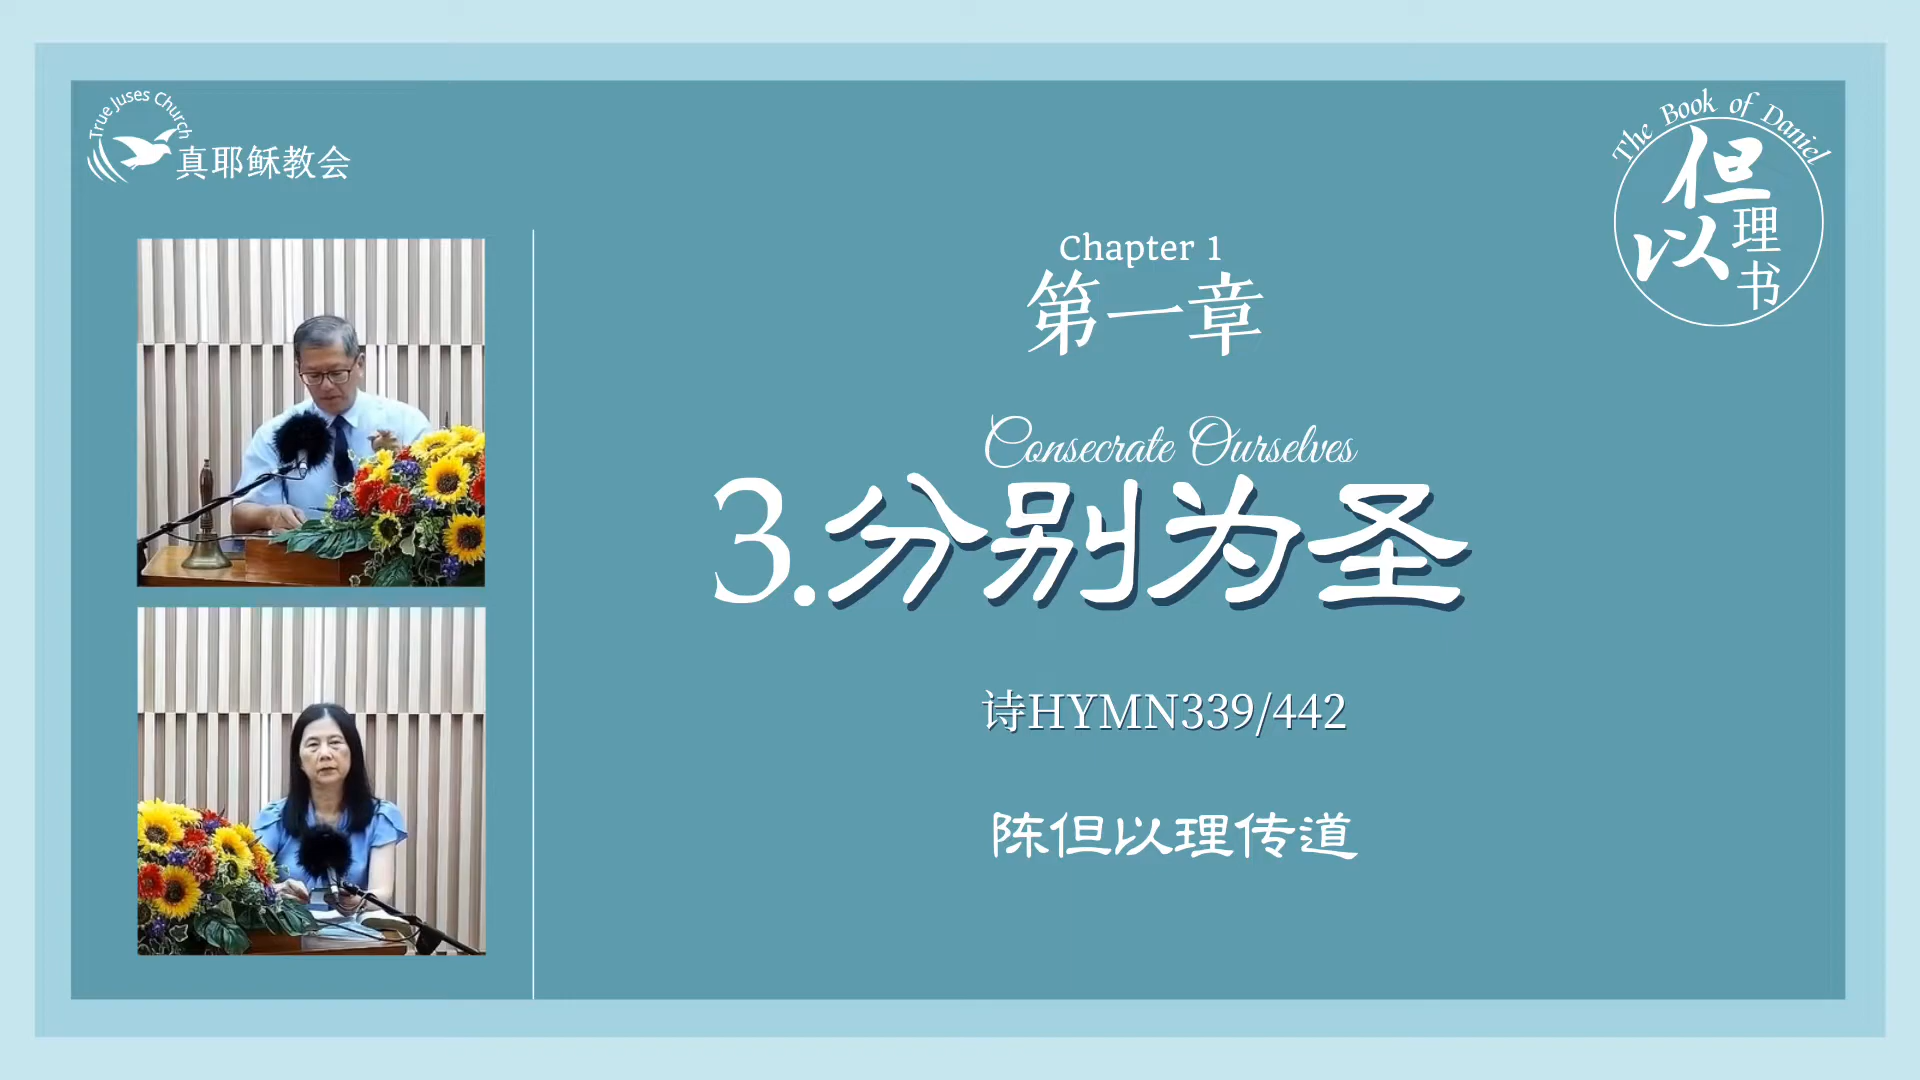 True Juses Church
真耶稣教会
The Book of Daniel
但以理书
Chapter 1
第一章
Consecrate Ourselves
3.分别为圣
诗HYMN339/442
陈但以理传道